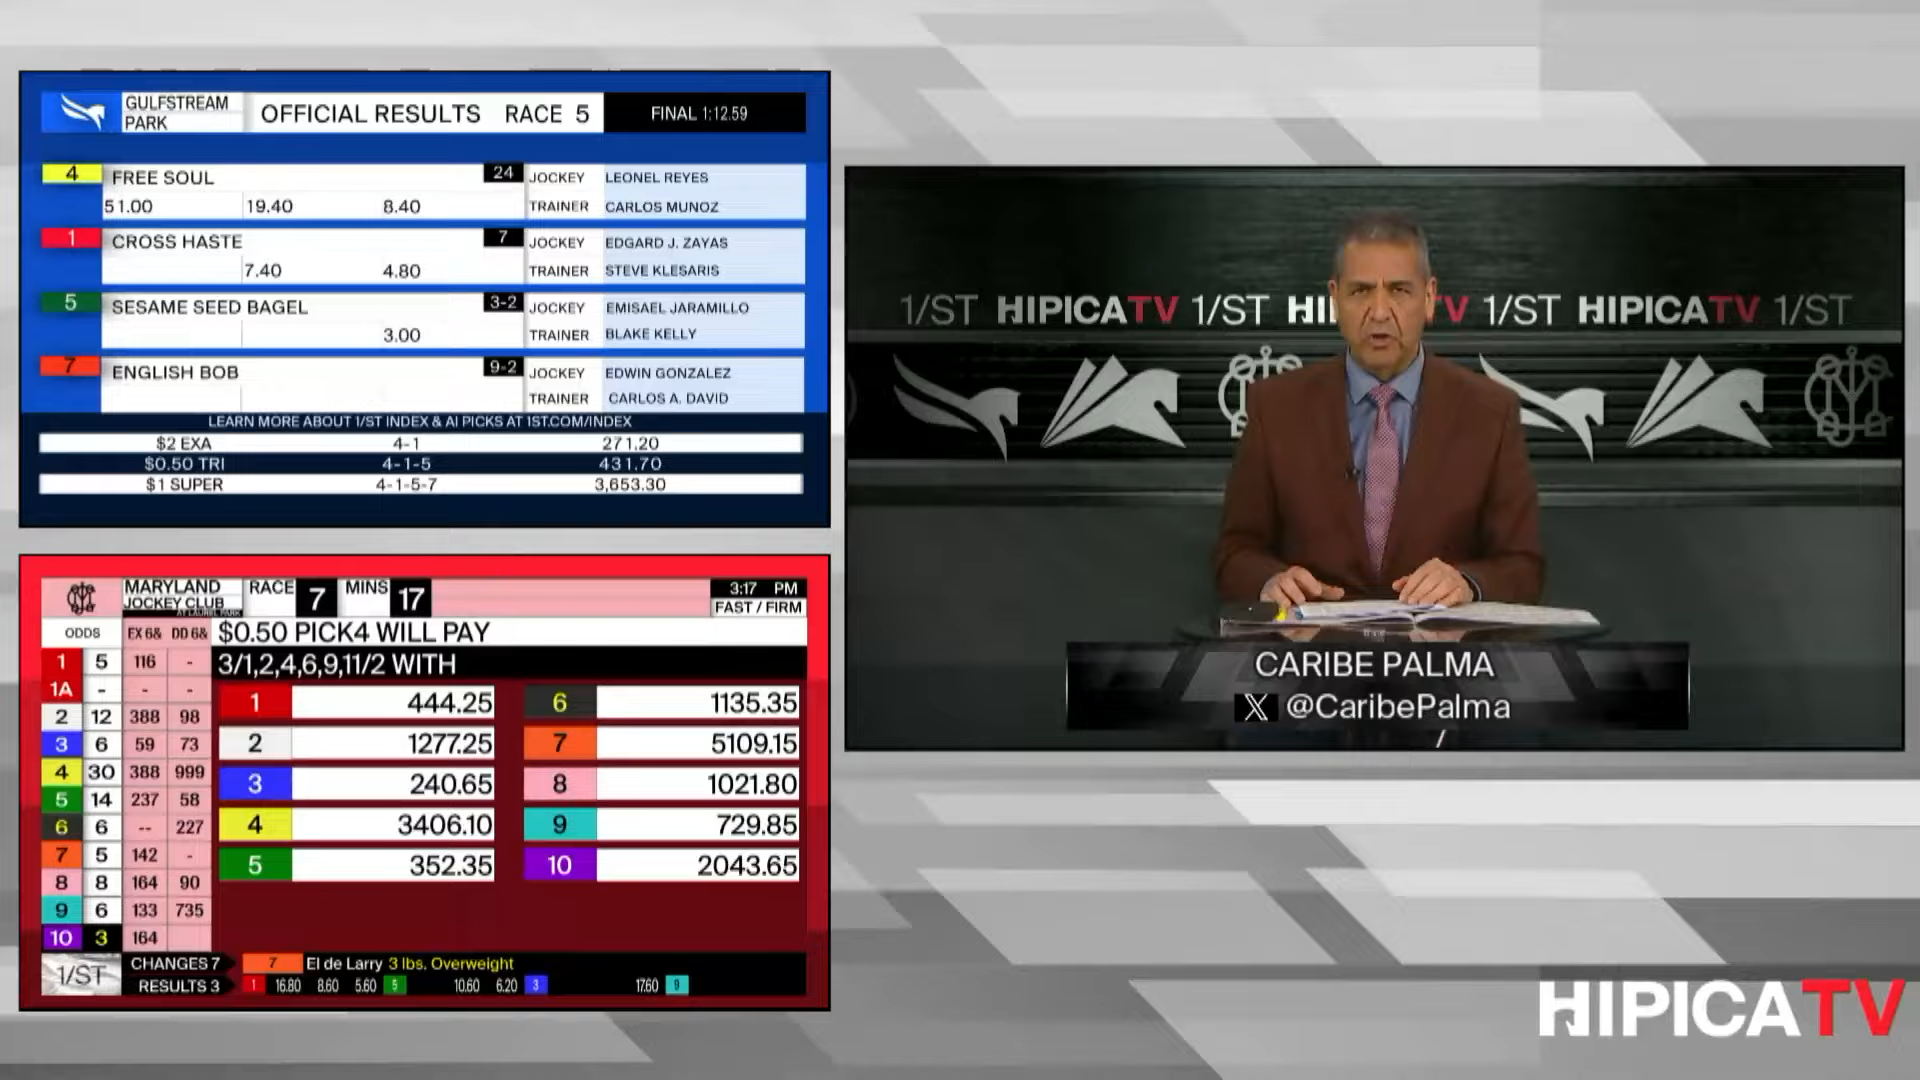 GULFSTREAM PARK OFFICIAL RESULTS RACE 5 FINAL 1:12.59
4 FREE SOUL 24 JOCKEY LEONEL REYES
51.00 19.40 8.40 TRAINER CARLOS MUNOZ
1 CROSS HASTE 7 JOCKEY EDGARD J. ZAYAS
7.40 4.80 TRAINER STEVE KLESARIS
5 SESAME SEED BAGEL 3-2 JOCKEY EMISAEL JARAMILLO
3.00 TRAINER BLAKE KELLY
7 ENGLISH BOB 9-2 JOCKEY EDWIN GONZALEZ
TRAINER CARLOS A. DAVID
LEARN MORE ABOUT 1/ST INDEX & AI PICKS AT 1ST.COM/INDEX
$2 EXA 4-1 271.20
$0.50 TRI 4-1-5 431.70
$1 SUPER 4-1-5-7 3,653.30
MARYLAND JOCKEY CLUB AT LAUREL PARK RACE 7 MINS 17 3:17 PM
FAST / FIRM
ODDS EX 6& DD 6& $0.50 PICK4 WILL PAY
3/1,2,4,6,9,11/2 WITH
1 5 116 -
1A - - -
2 12 388 98
3 6 59 73
4 30 388 999
5 14 237 58
6 6 -- 227
7 5 142 -
8 8 164 90
9 6 133 735
10 3 164
1 444.25 6 1135.35
2 1277.25 7 5109.15
3 240.65 8 1021.80
4 3406.10 9 729.85
5 352.35 10 2043.65
1/ST CHANGES 7 7 El de Larry 3 lbs. Overweight
RESULTS 3 1 16.80 8.60 5.60 5 10.60 6.20 3 17.60 9
1/ST HIPICATV 1/ST HI TV 1/ST HIPICATV 1/ST
CARIBE PALMA
X @CaribePalma
HIPICATV